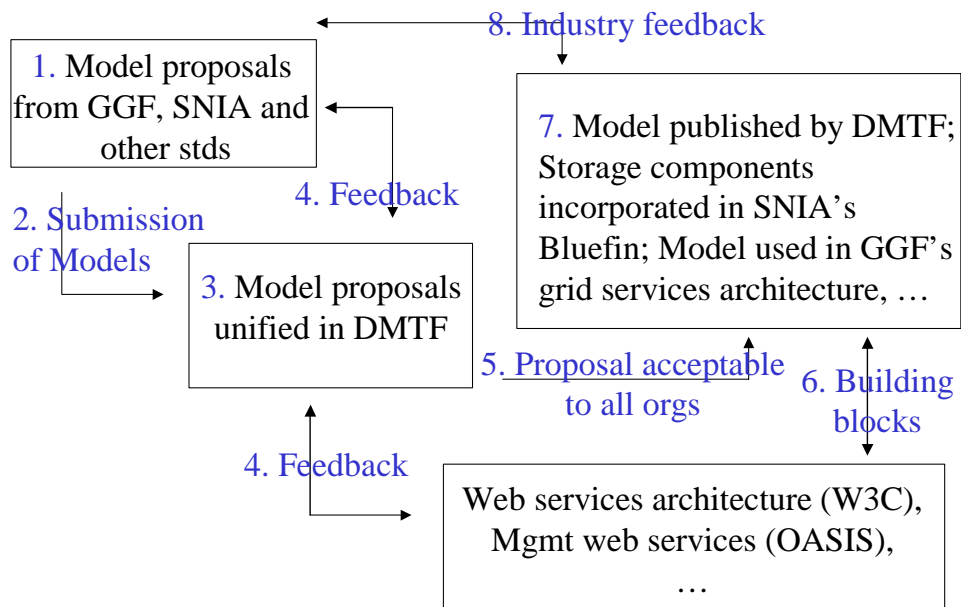 8. Industry feedback
1. Model proposals
from GGF, SNIA and
other stds
7. Model published by DMTF;
Storage components
incorporated in SNIA’s
Bluefin; Model used in GGF’s
grid services architecture, …
4. Feedback
2. Submission
of Models
3. Model proposals
unified in DMTF
5. Proposal acceptable
to all orgs
6. Building
blocks
4. Feedback
Web services architecture (W3C),
Mgmt web services (OASIS),
…